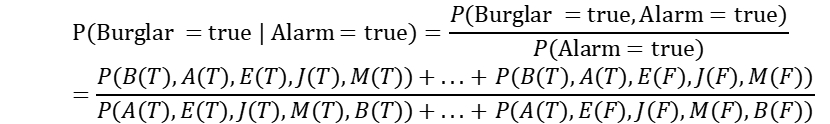 P(Burglar = true | Alarm = true) = P(Burglar = true, Alarm = true) / P(Alarm = true)
= P(B(T), A(T), E(T), J(T), M(T)) + … + P(B(T), A(T), E(F), J(F), M(F)) / P(A(T), E(T), J(T), M(T), B(T)) + … + P(A(T), E(F), J(F), M(F), B(F))